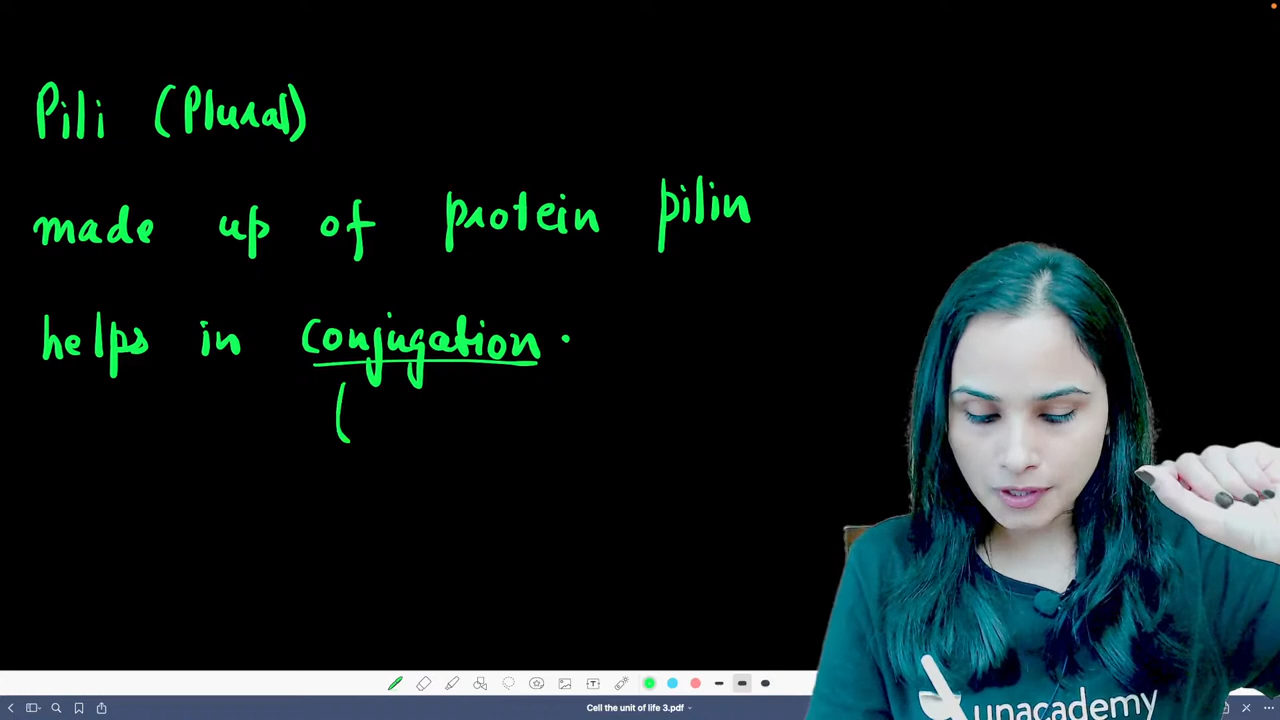 Pili (Plural)
made up of protein pilin
helps in conjugation.
(
unacademy
Cell the unit of life 3.pdf